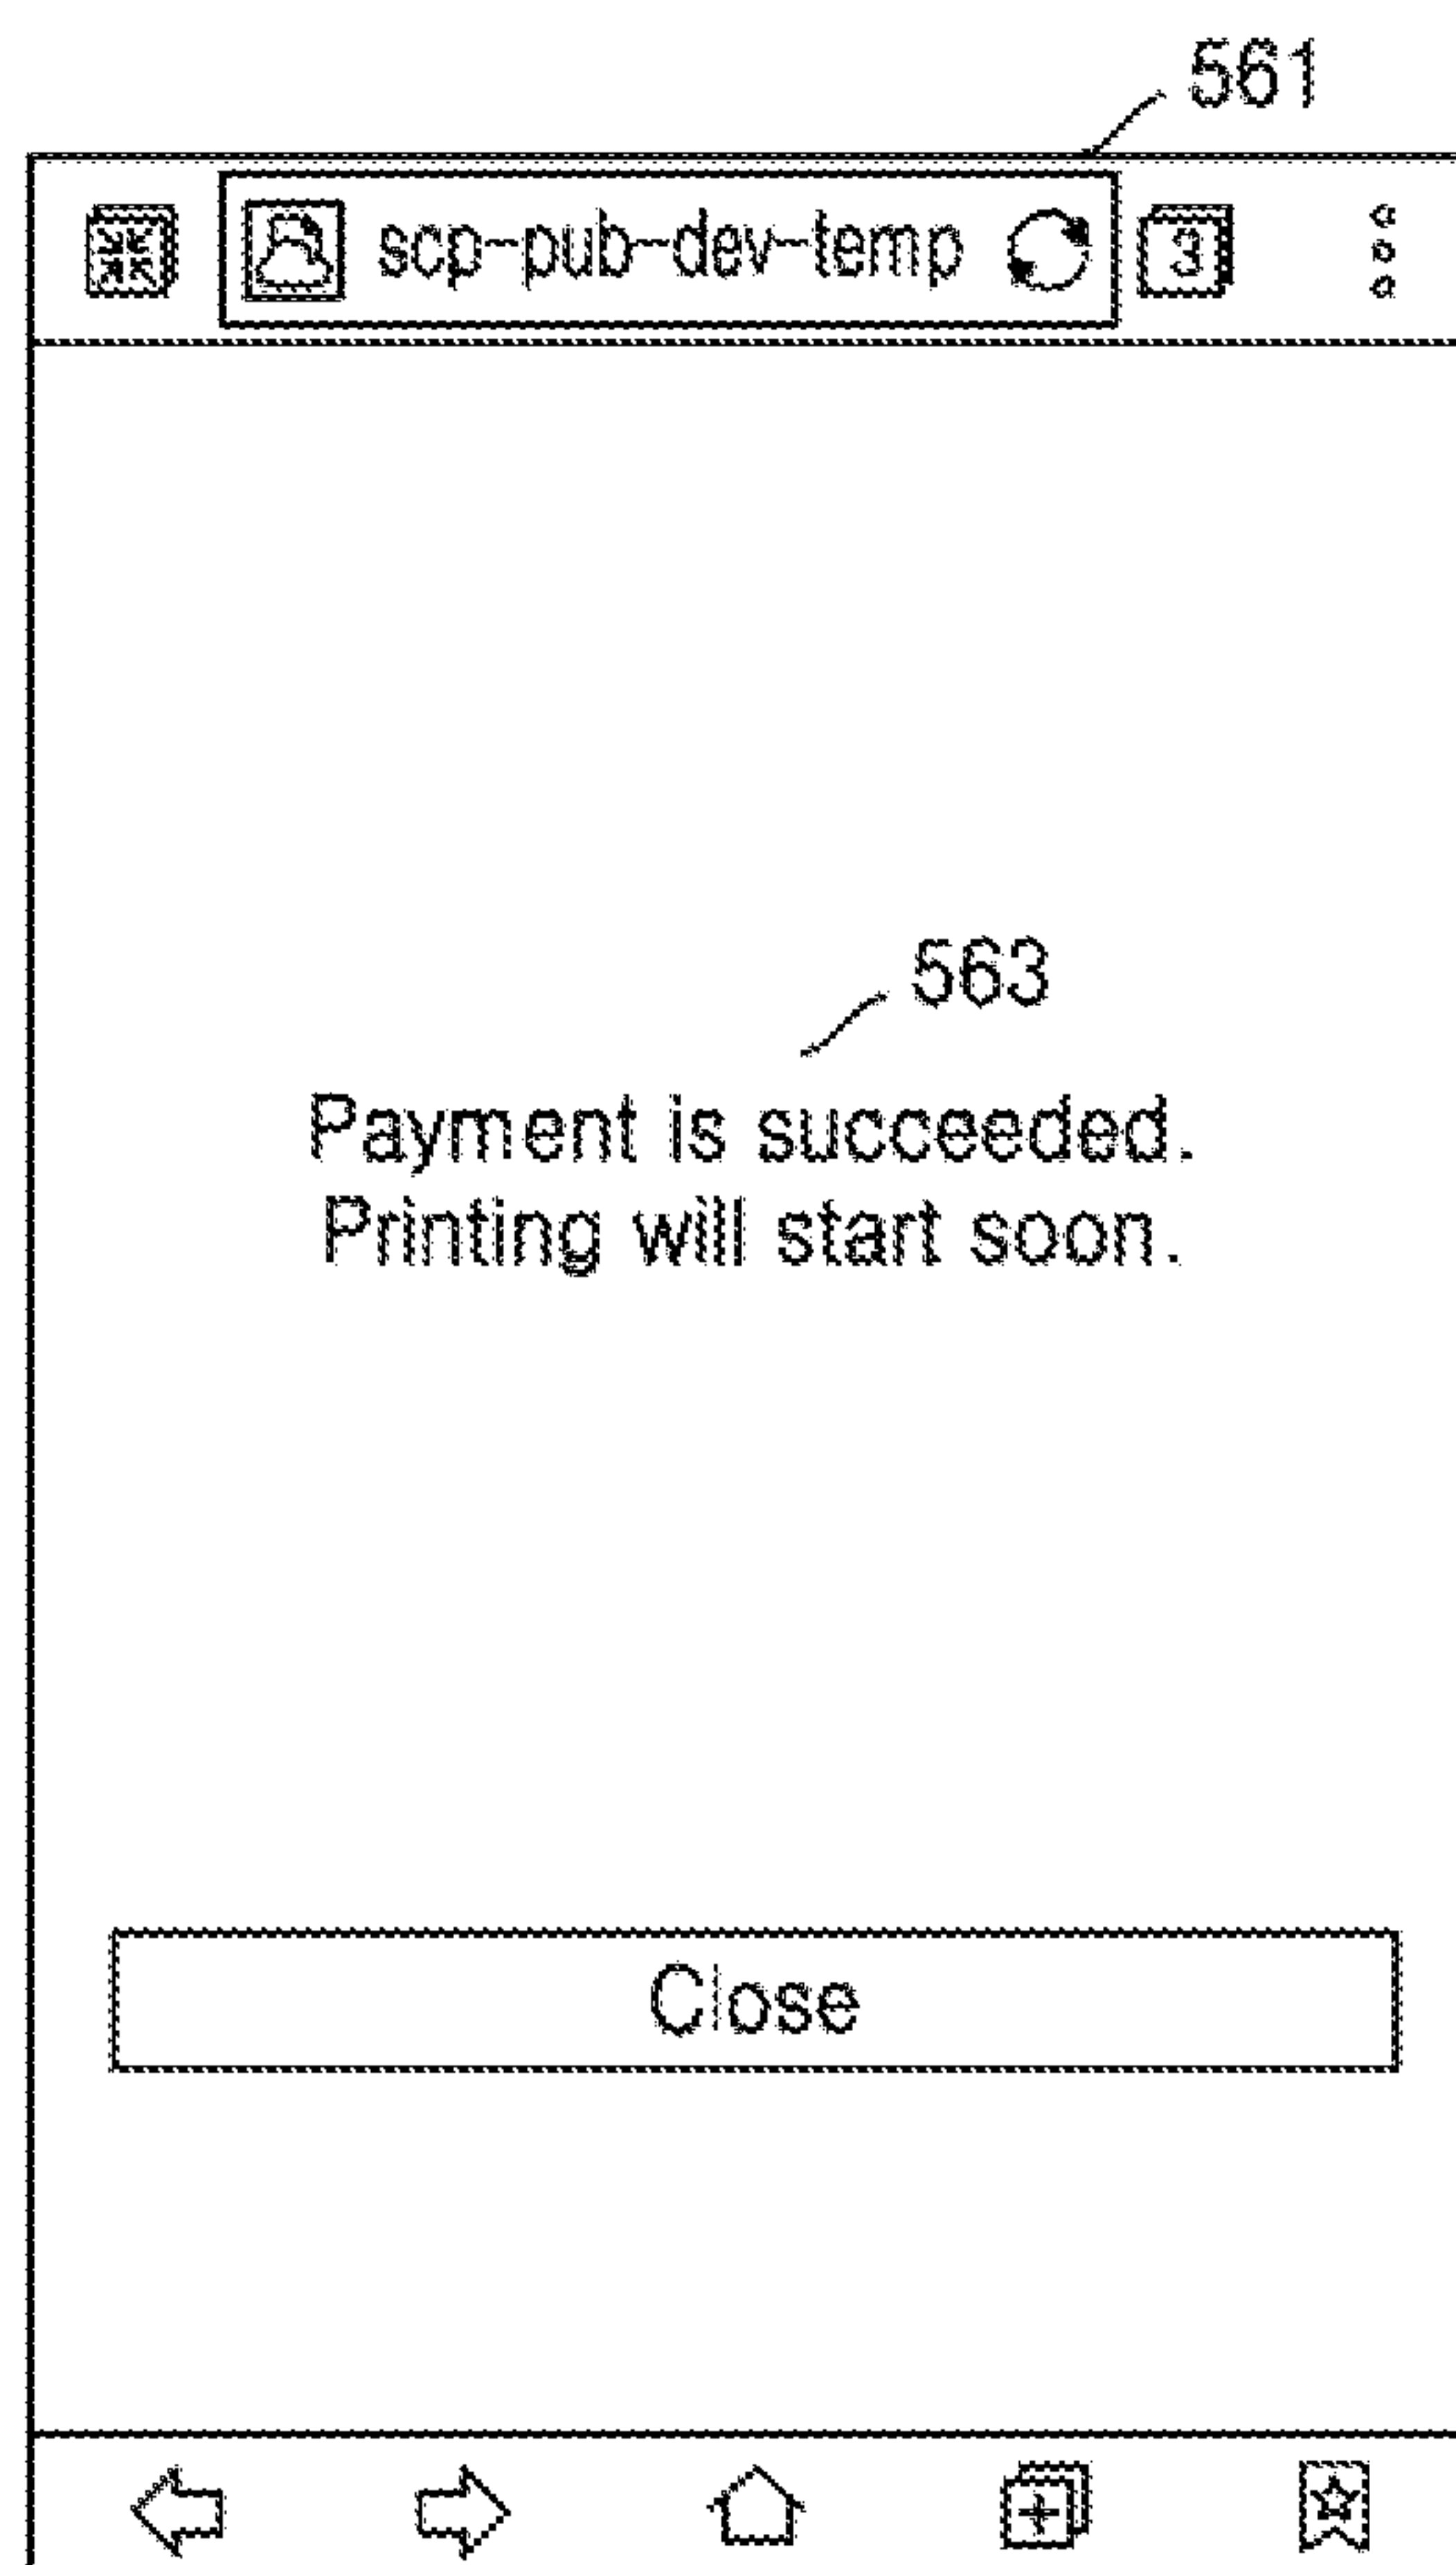 561
scp-pub-dev-temp 3
563
Payment is succeeded.
Printing will start soon.
Close